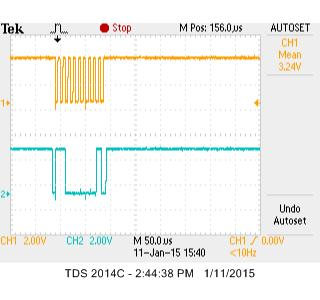 Tek Stop M Pos: 156.0µs AUTOSET
CH1
Mean
3.24V
1
2
Undo
Autoset
CH1 2.00V CH2 2.00V M 50.0µs CH1 / 0.00V
11-Jan-15 15:40 <10Hz
TDS 2014C - 2:44:38 PM 1/11/2015